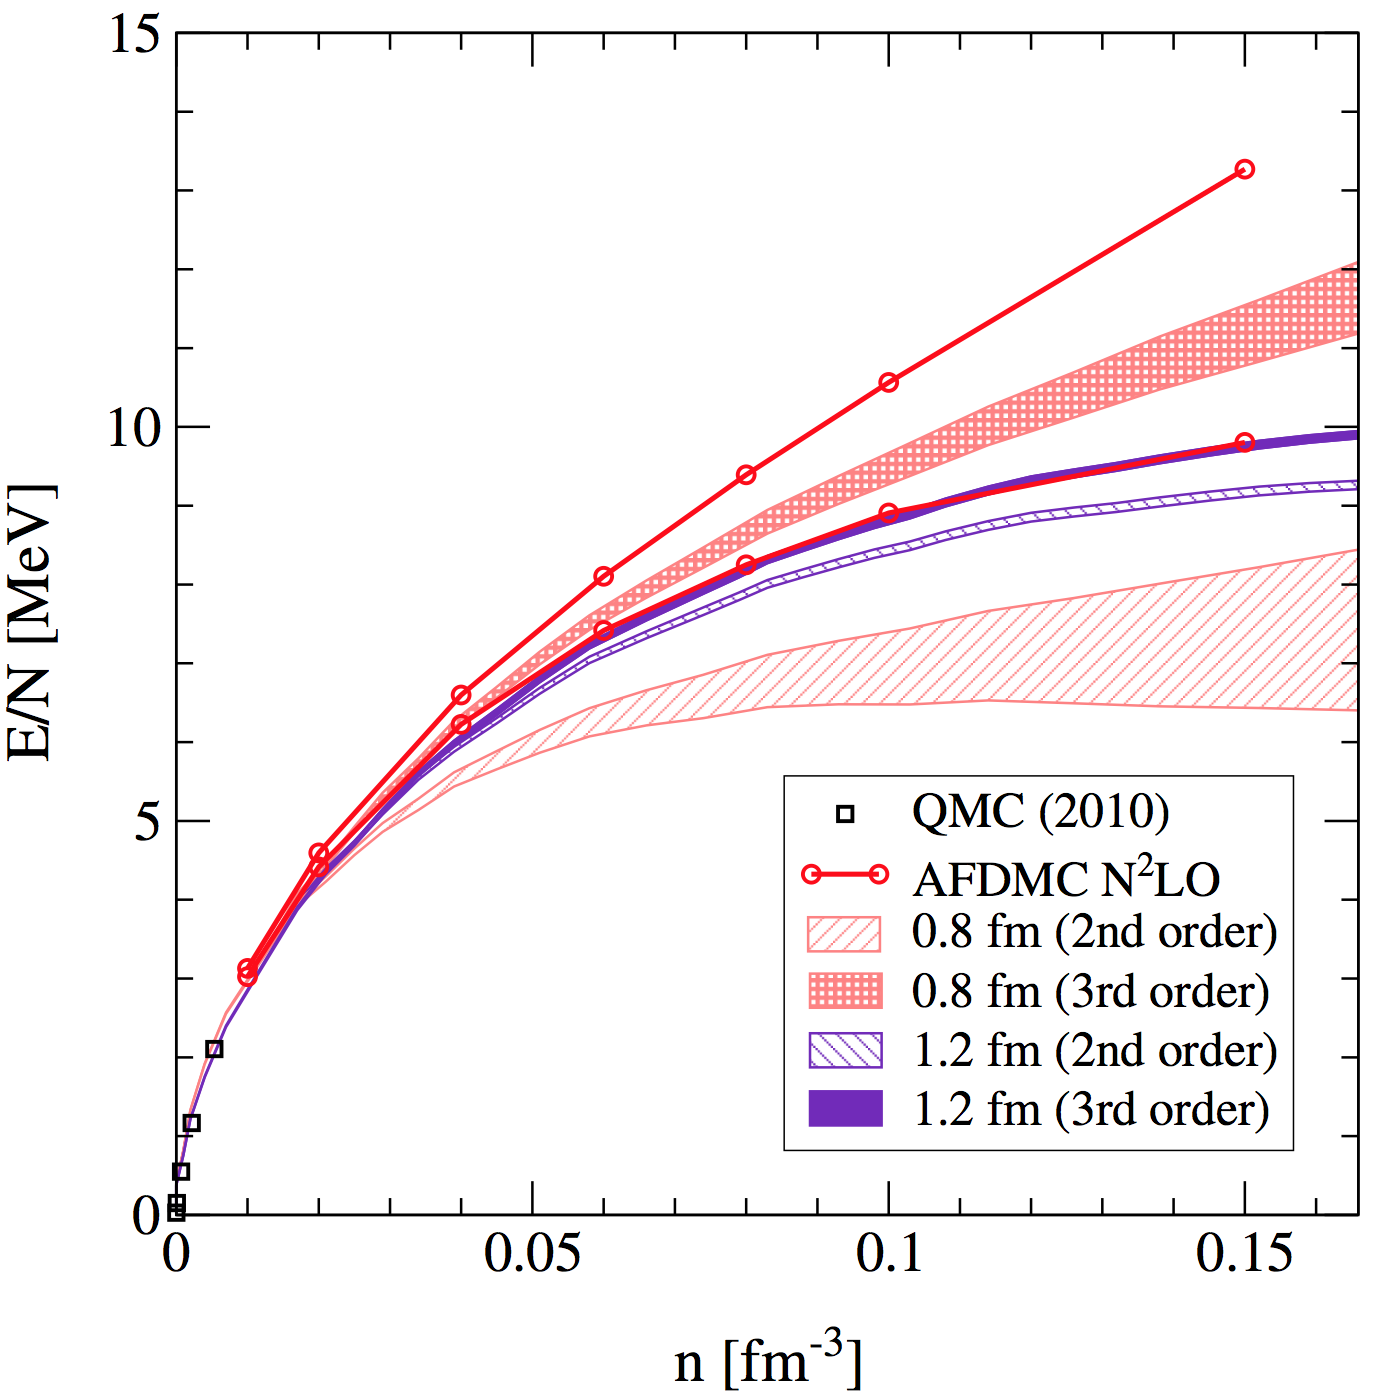 15
10
5
0
E/N [MeV]
0
0.05
0.1
0.15
n [fm⁻³]
QMC (2010)
AFDMC N²LO
0.8 fm (2nd order)
0.8 fm (3rd order)
1.2 fm (2nd order)
1.2 fm (3rd order)